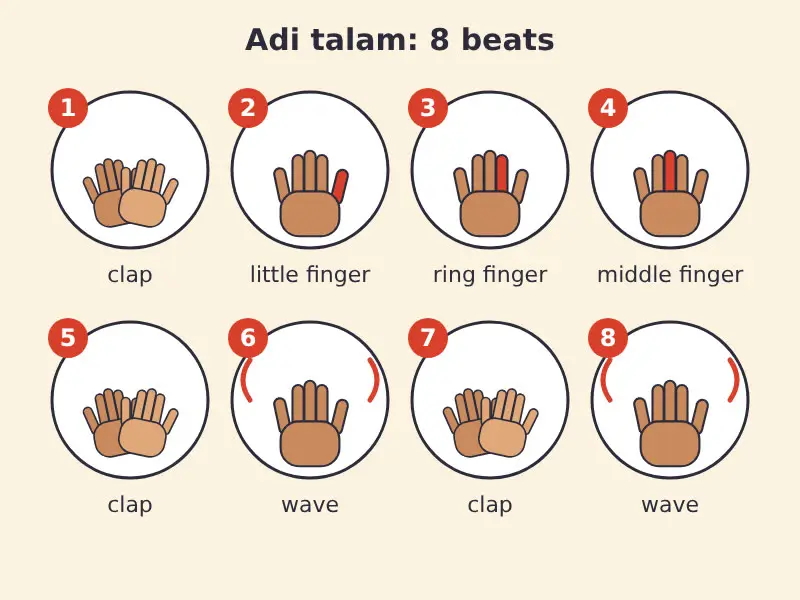 Adi talam: 8 beats
1 2 3 4
clap little finger ring finger middle finger
5 6 7 8
clap wave clap wave